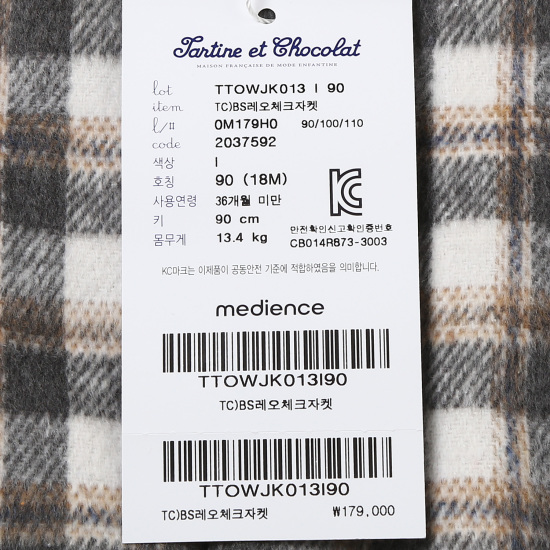 Tartine et Chocolat
MAISON FRANÇAISE DE MODE ENFANTINE
lot TTOWJK013 I 90
item TC)BS레오체크자켓
l/# 0M179H0 90/100/110
code 2037592
색상 I
호칭 90 (18M)
사용연령 36개월 미만
키 90 cm
몸무게 13.4 kg
안전확인신고확인증번호
CB014R873-3003
KC마크는 이제품이 공동안전 기준에 적합하였음을 의미합니다.
medience
TTOWJK013I90
TC)BS레오체크자켓
TTOWJK013I90
TC)BS레오체크자켓 ₩179,000